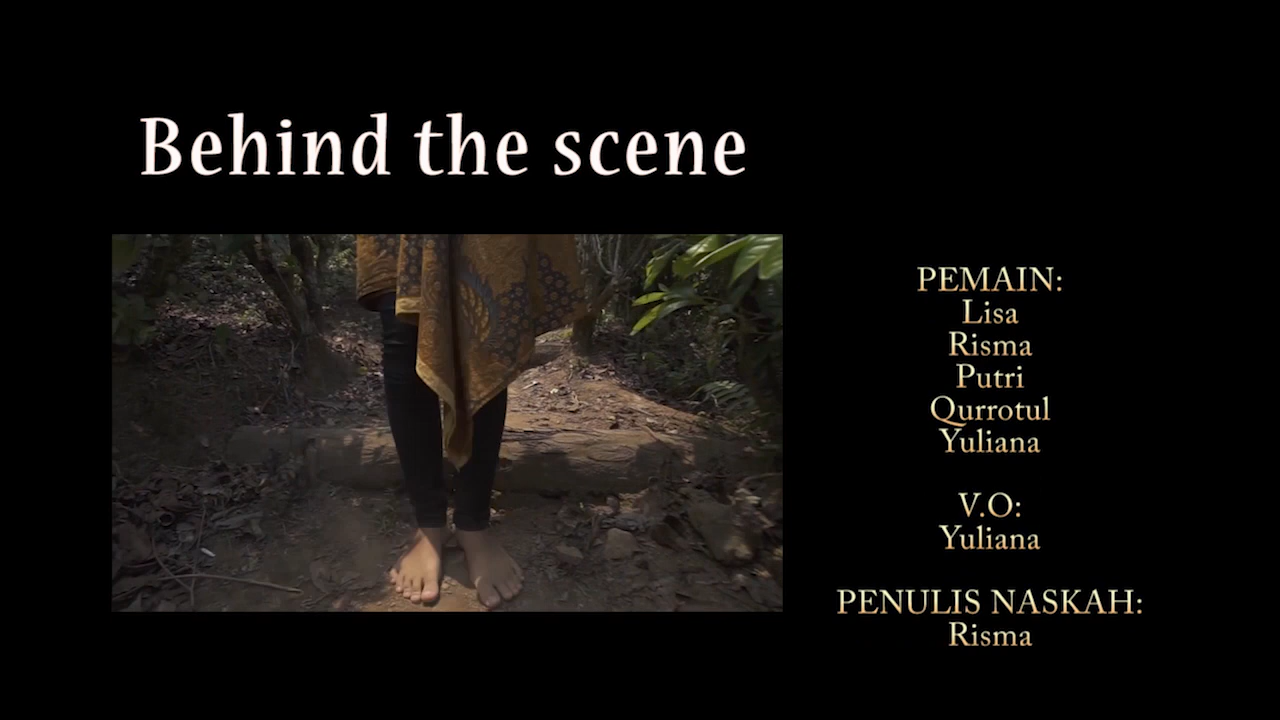 Behind the scene
PEMAIN:
Lisa
Risma
Putri
Qurrotul
Yuliana
V.O:
Yuliana
PENULIS NASKAH:
Risma